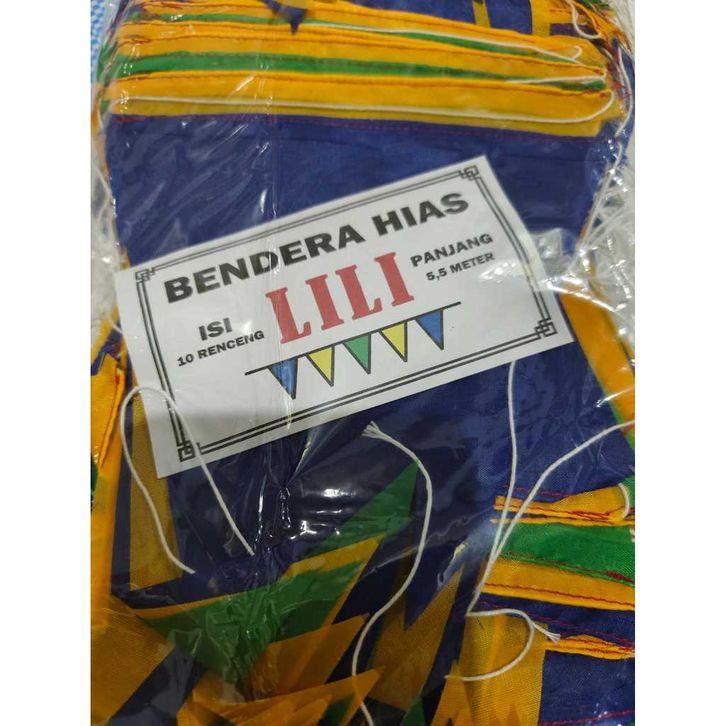 BENDERA HIAS
ISI
10 RENCENG
LILI
PANJANG
5,5 METER